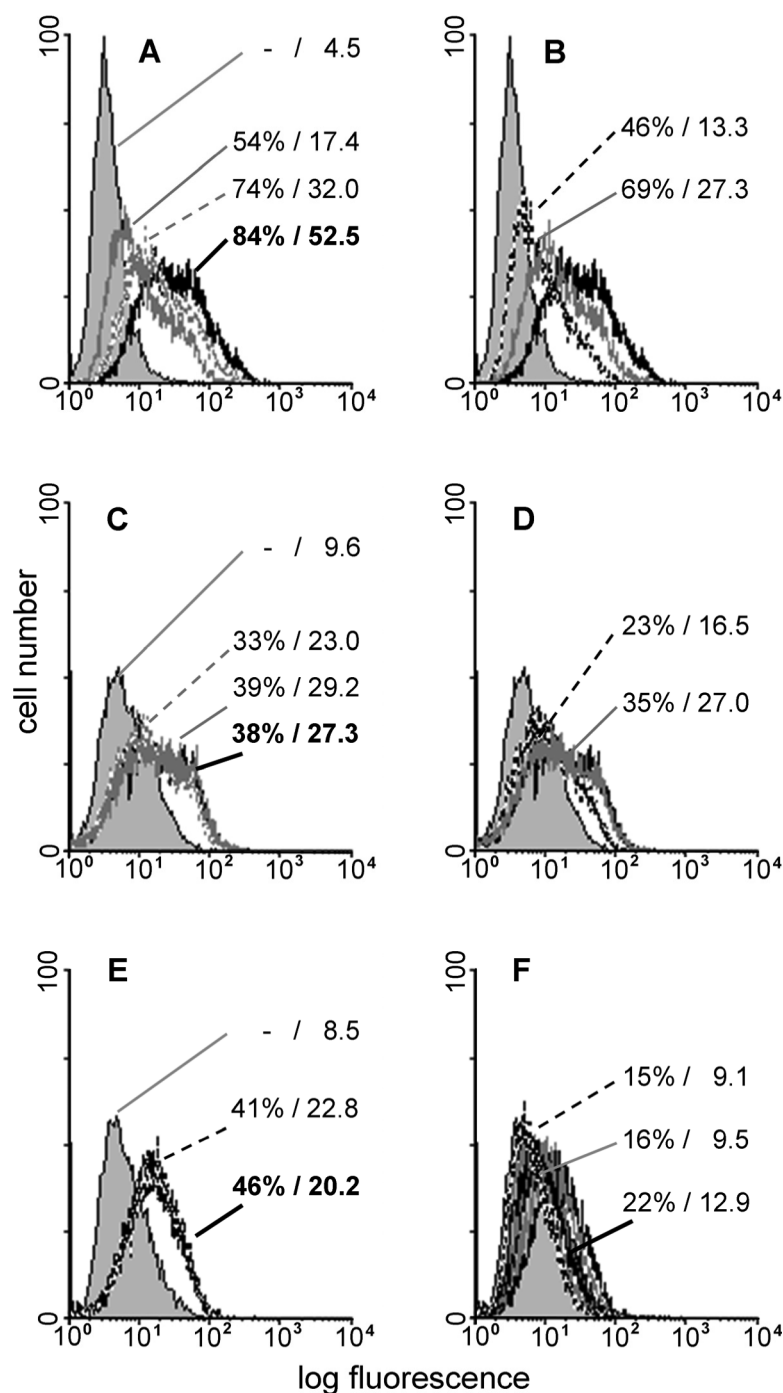 100
A
- / 4.5
54% / 17.4
74% / 32.0
84% / 52.5
0
10⁰ 10¹ 10² 10³ 10⁴
100
B
46% / 13.3
69% / 27.3
0
10⁰ 10¹ 10² 10³ 10⁴
cell number
100
C
- / 9.6
33% / 23.0
39% / 29.2
38% / 27.3
0
10⁰ 10¹ 10² 10³ 10⁴
100
D
23% / 16.5
35% / 27.0
0
10⁰ 10¹ 10² 10³ 10⁴
100
E
- / 8.5
41% / 22.8
46% / 20.2
0
10⁰ 10¹ 10² 10³ 10⁴
100
F
15% / 9.1
16% / 9.5
22% / 12.9
0
10⁰ 10¹ 10² 10³ 10⁴
log fluorescence